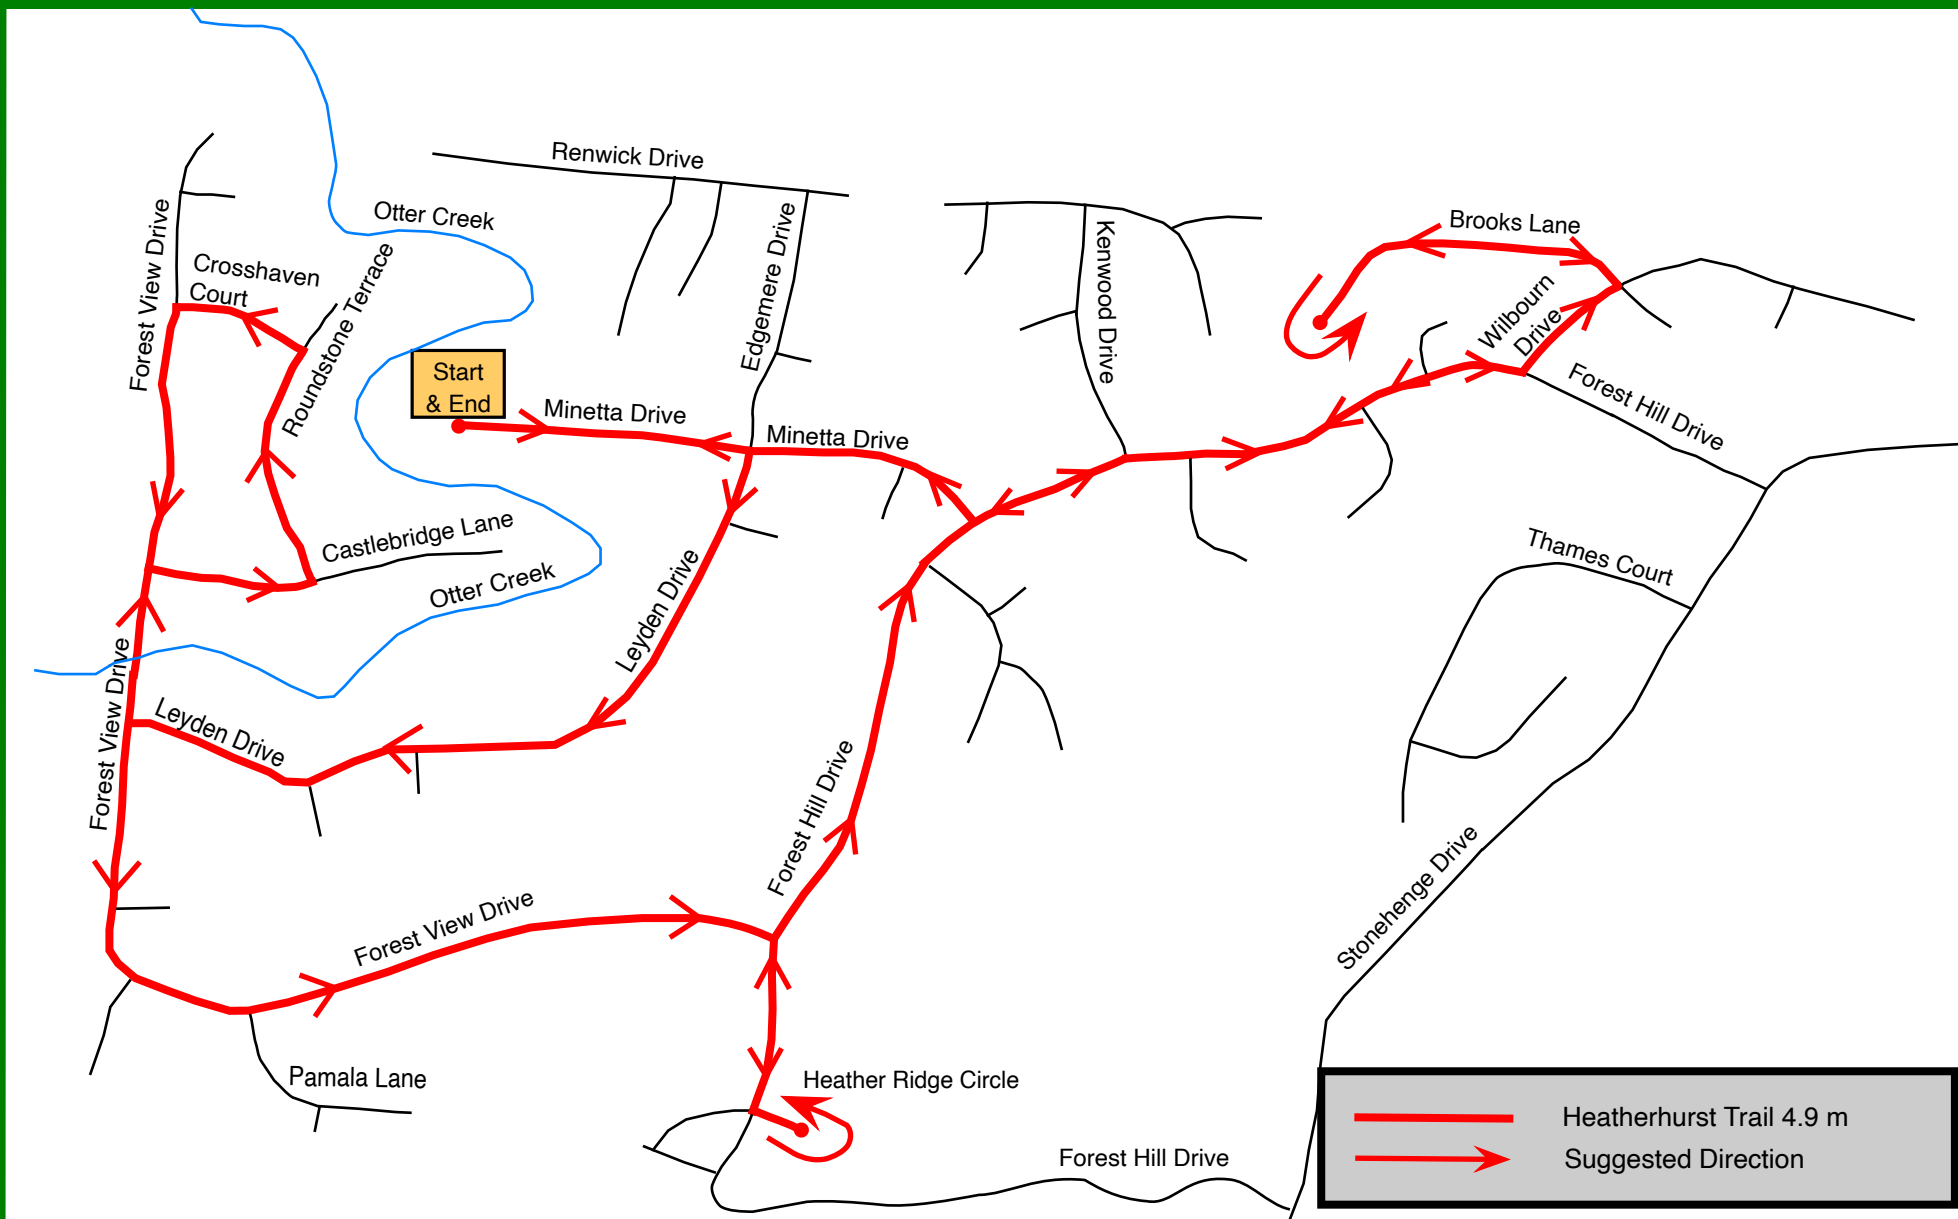 Renwick Drive
Otter Creek
Forest View Drive
Crosshaven
Court
Roundstone Terrace
Edgemere Drive
Kenwood Drive
Brooks Lane
Wilbourn
Drive
Start
& End
Minetta Drive
Minetta Drive
Forest Hill Drive
Castlebridge Lane
Otter Creek
Thames Court
Leyden Drive
Forest View Drive
Leyden Drive
Forest Hill Drive
Stonehenge Drive
Forest View Drive
Pamala Lane
Heather Ridge Circle
Forest Hill Drive
Heatherhurst Trail 4.9 m
Suggested Direction